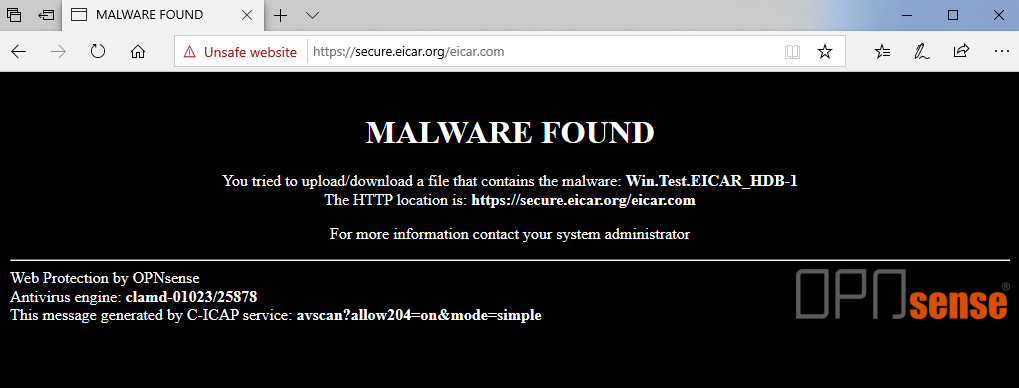 MALWARE FOUND
Unsafe website https://secure.eicar.org/eicar.com
MALWARE FOUND
You tried to upload/download a file that contains the malware: Win.Test.EICAR_HDB-1
The HTTP location is: https://secure.eicar.org/eicar.com
For more information contact your system administrator
Web Protection by OPNsense
Antivirus engine: clamd-01023/25878
This message generated by C-ICAP service: avscan?allow204=on&mode=simple
OPNsense®